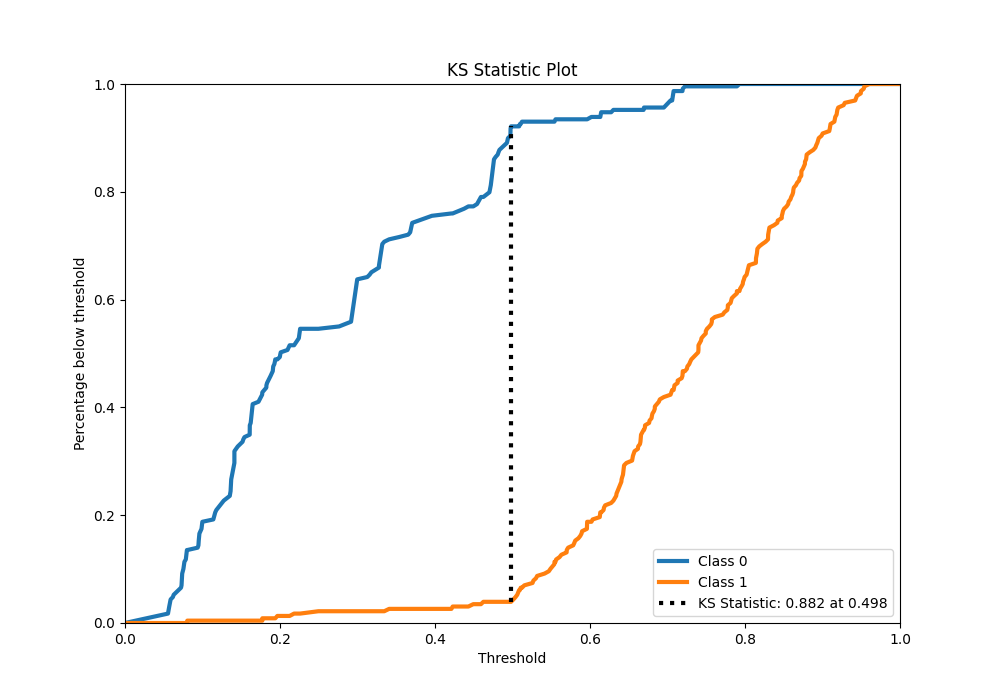 KS Statistic Plot
1.0
0.8
0.6
0.4
0.2
0.0
Percentage below threshold
0.0 0.2 0.4 0.6 0.8 1.0
Threshold
Class 0
Class 1
KS Statistic: 0.882 at 0.498